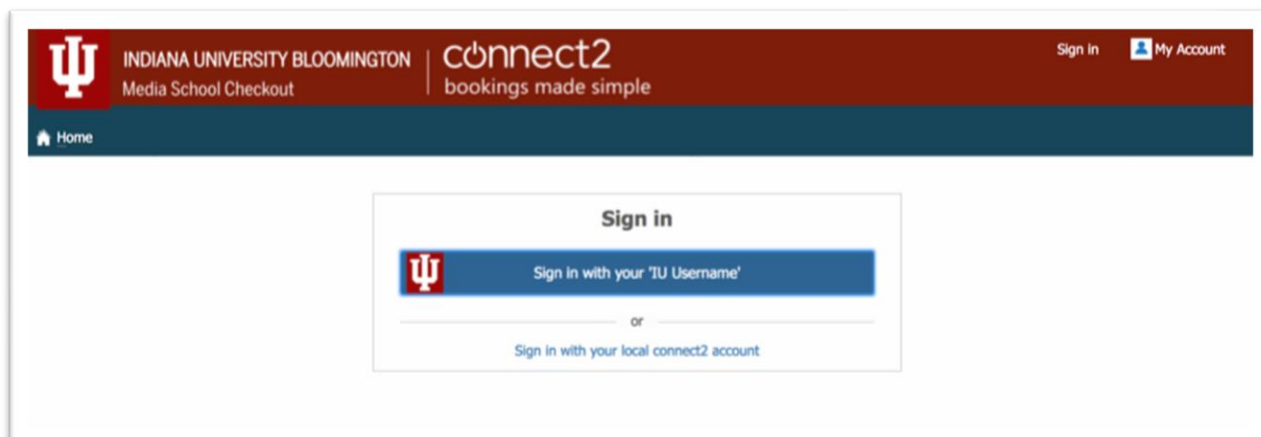 INDIANA UNIVERSITY BLOOMINGTON
Media School Checkout
connect2
bookings made simple
Sign in
My Account
Home
Sign in
Sign in with your 'IU Username'
or
Sign in with your local connect2 account